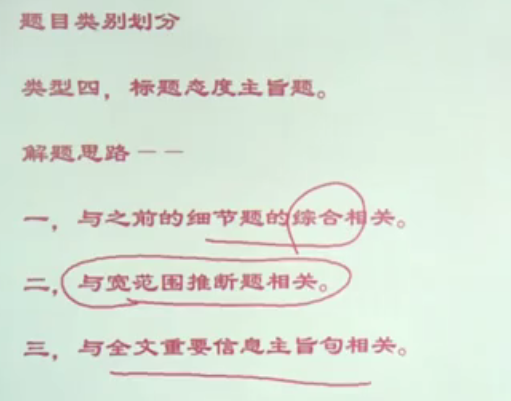 题目类别划分
类型四，标题态度主旨题。
解题思路－－
一，与之前的细节题的综合相关。
二，与宽范围推断题相关。
三，与全文重要信息主旨句相关。